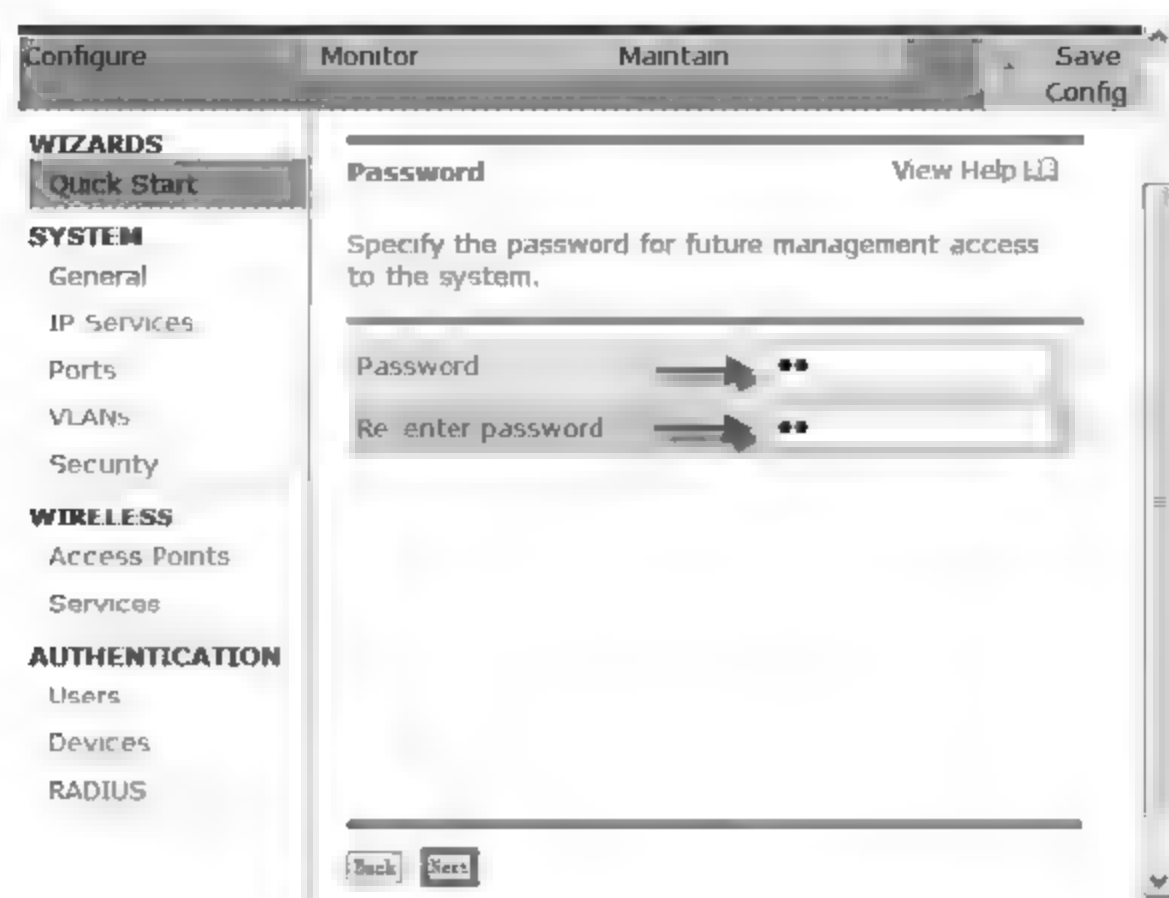 Configure
Monitor
Maintain
Save
Config
WIZARDS
Quick Start
SYSTEM
General
IP Services
Ports
VLANs
Security
WIRELESS
Access Points
Services
AUTHENTICATION
Users
Devices
RADIUS
Password
View Help
Specify the password for future management access
to the system.
Password
Re enter password
Back
Next